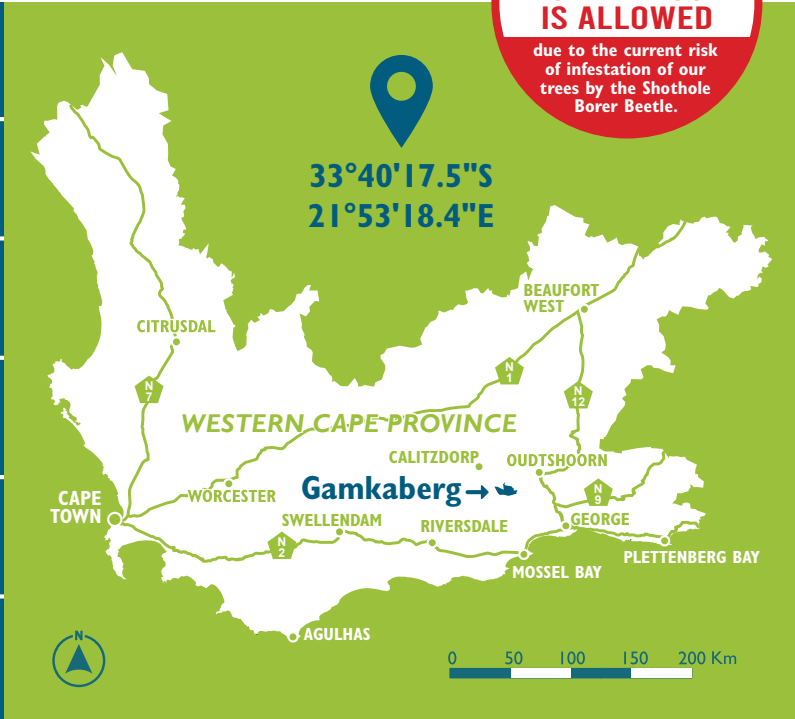 IS ALLOWED
due to the current risk
of infestation of our
trees by the Shothole
Borer Beetle.
33°40'17.5"S
21°53'18.4"E
BEAUFORT
WEST
CITRUSDAL
N
1
N
7
N
12
WESTERN CAPE PROVINCE
CALITZDORP
OUDTSHOORN
Gamkaberg
WORCESTER
N
9
CAPE
TOWN
SWELLENDAM
RIVERSDALE
GEORGE
N
2
PLETTENBERG BAY
MOSSEL BAY
AGULHAS
N
0 50 100 150 200 Km